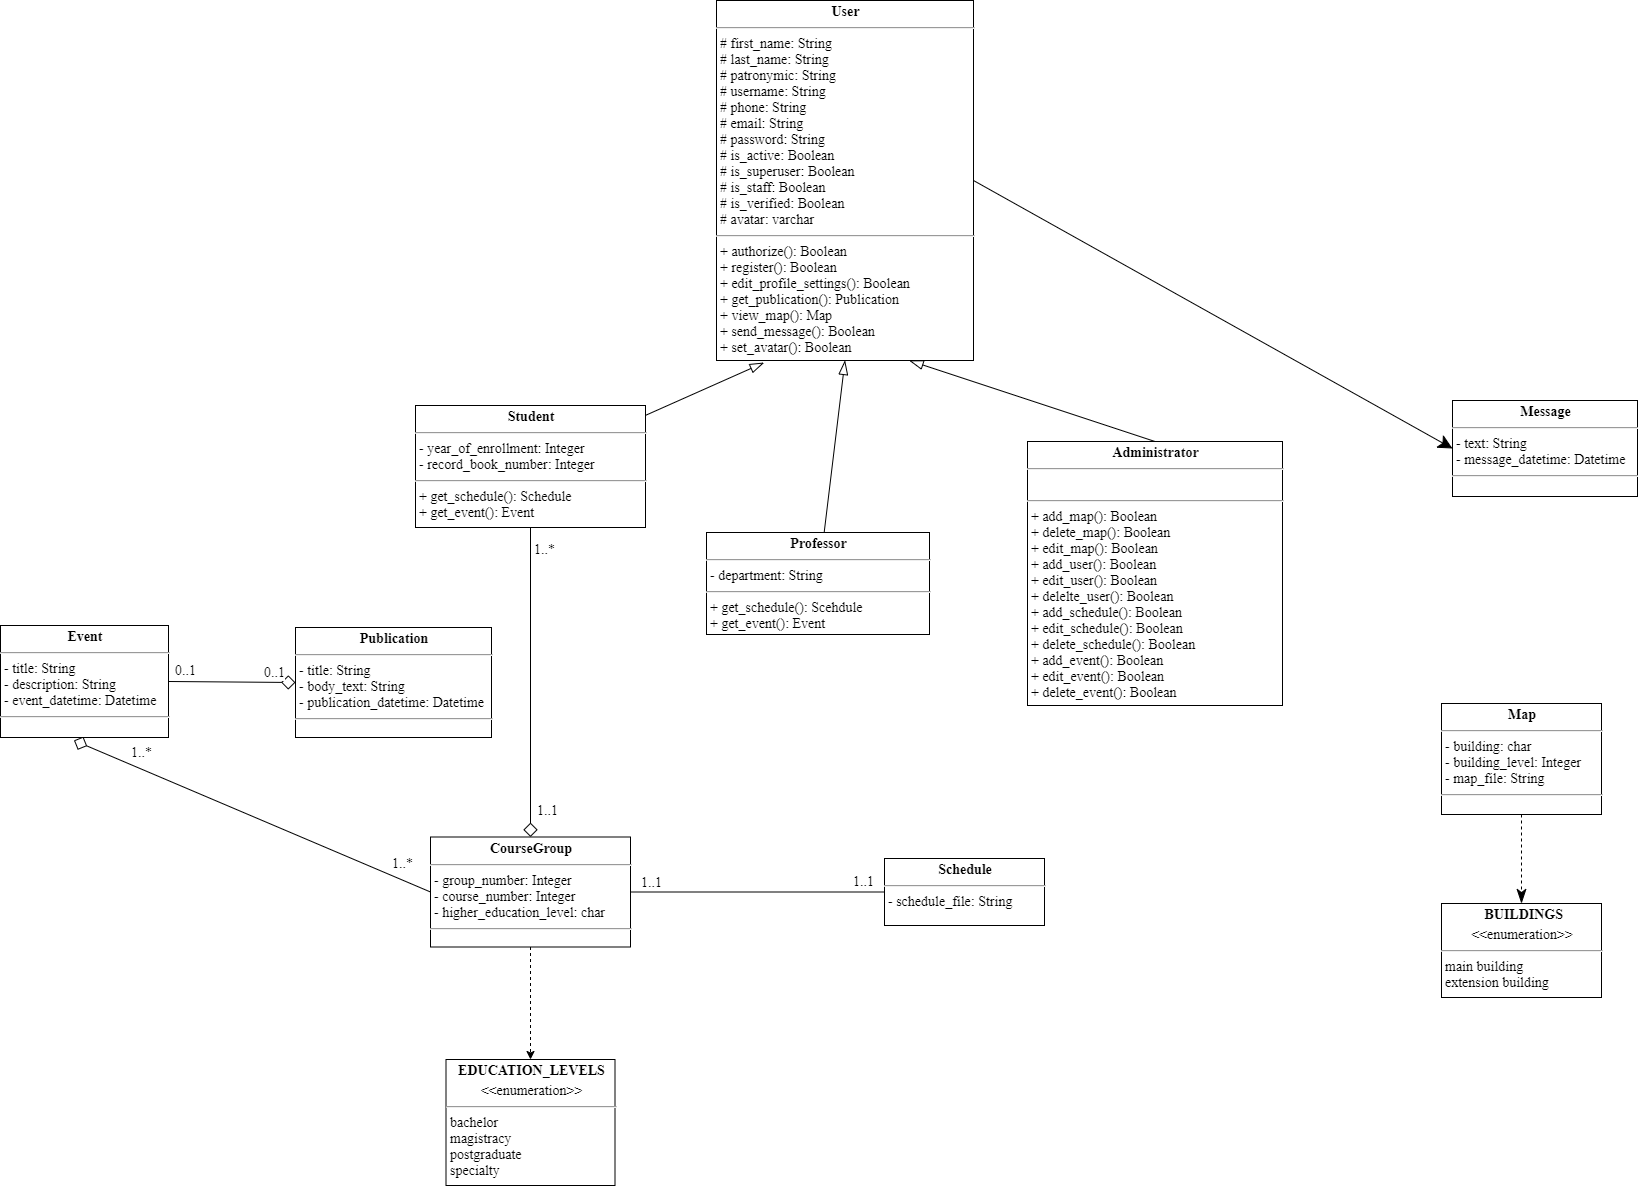 User
# first_name: String
# last_name: String
# patronymic: String
# username: String
# phone: String
# email: String
# password: String
# is_active: Boolean
# is_superuser: Boolean
# is_staff: Boolean
# is_verified: Boolean
# avatar: varchar
+ authorize(): Boolean
+ register(): Boolean
+ edit_profile_settings(): Boolean
+ get_publication(): Publication
+ view_map(): Map
+ send_message(): Boolean
+ set_avatar(): Boolean
Student
- year_of_enrollment: Integer
- record_book_number: Integer
+ get_schedule(): Schedule
+ get_event(): Event
1..*
Professor
- department: String
+ get_schedule(): Scehdule
+ get_event(): Event
Administrator
+ add_map(): Boolean
+ delete_map(): Boolean
+ edit_map(): Boolean
+ add_user(): Boolean
+ edit_user(): Boolean
+ delelte_user(): Boolean
+ add_schedule(): Boolean
+ edit_schedule(): Boolean
+ delete_schedule(): Boolean
+ add_event(): Boolean
+ edit_event(): Boolean
+ delete_event(): Boolean
Message
- text: String
- message_datetime: Datetime
Event
- title: String
- description: String
- event_datetime: Datetime
0..1
0..1
Publication
- title: String
- body_text: String
- publication_datetime: Datetime
1..*
1..*
1..1
CourseGroup
- group_number: Integer
- course_number: Integer
- higher_education_level: char
1..1
1..1
Schedule
- schedule_file: String
Map
- building: char
- building_level: Integer
- map_file: String
BUILDINGS
<<enumeration>>
main building
extension building
EDUCATION_LEVELS
<<enumeration>>
bachelor
magistracy
postgraduate
specialty